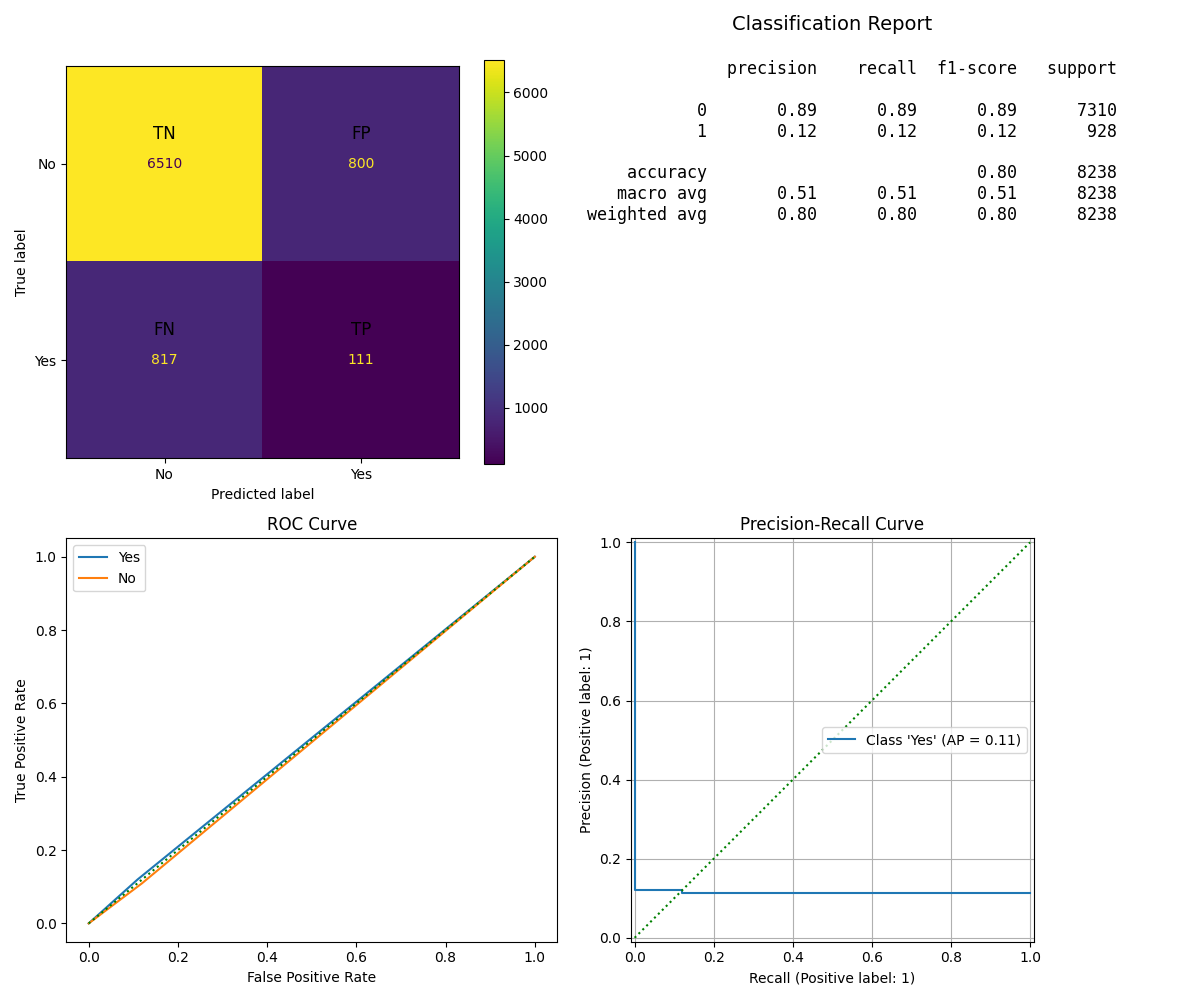 Classification Report
precision recall f1-score support
0 0.89 0.89 0.89 7310
1 0.12 0.12 0.12 928
accuracy 0.80 8238
macro avg 0.51 0.51 0.51 8238
weighted avg 0.80 0.80 0.80 8238
TN FP
No 6510 800
FN TP
Yes 817 111
No Yes
True label
Predicted label
6000
5000
4000
3000
2000
1000
ROC Curve
Yes
No
1.0
0.8
0.6
0.4
0.2
0.0
0.0 0.2 0.4 0.6 0.8 1.0
True Positive Rate
False Positive Rate
Precision-Recall Curve
1.0
0.8
0.6
0.4
0.2
0.0
Class 'Yes' (AP = 0.11)
0.0 0.2 0.4 0.6 0.8 1.0
Precision (Positive label: 1)
Recall (Positive label: 1)